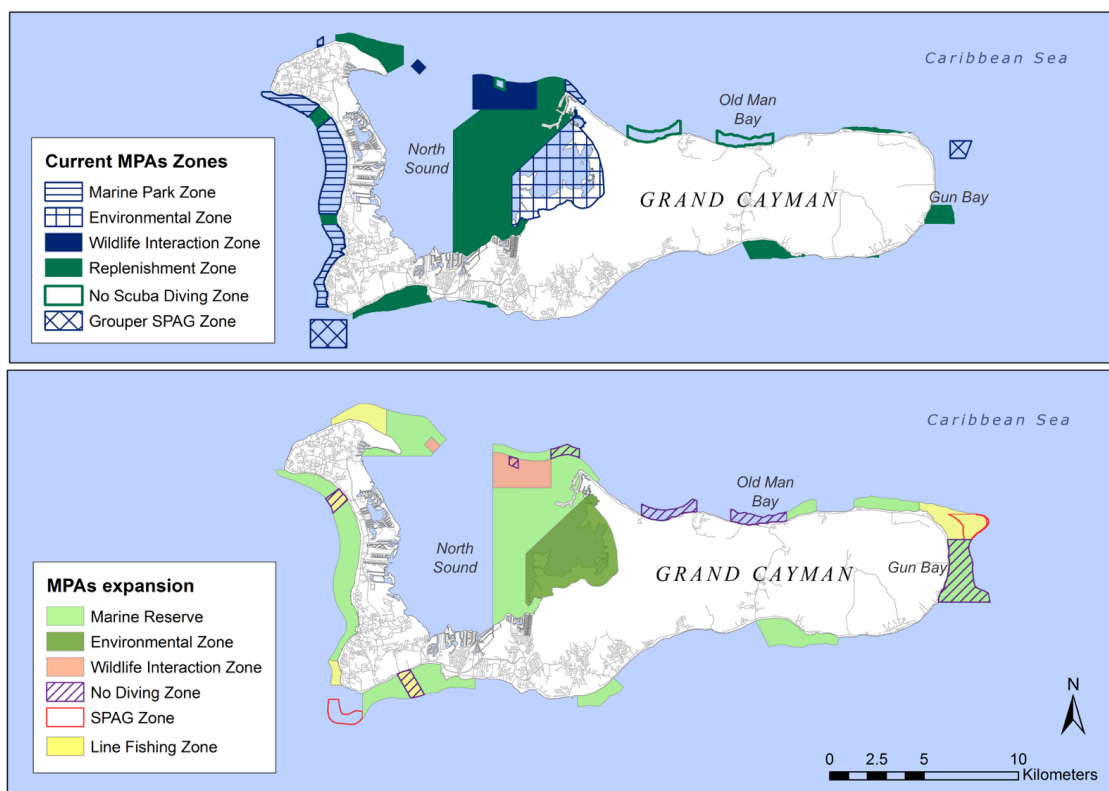 Caribbean Sea
Old Man
Bay
North
Sound
GRAND CAYMAN
Gun Bay
Current MPAs Zones
Marine Park Zone
Environmental Zone
Wildlife Interaction Zone
Replenishment Zone
No Scuba Diving Zone
Grouper SPAG Zone
Caribbean Sea
Old Man
Bay
North
Sound
GRAND CAYMAN
Gun Bay
MPAs expansion
Marine Reserve
Environmental Zone
Wildlife Interaction Zone
No Diving Zone
SPAG Zone
Line Fishing Zone
N
0 2.5 5 10
Kilometers